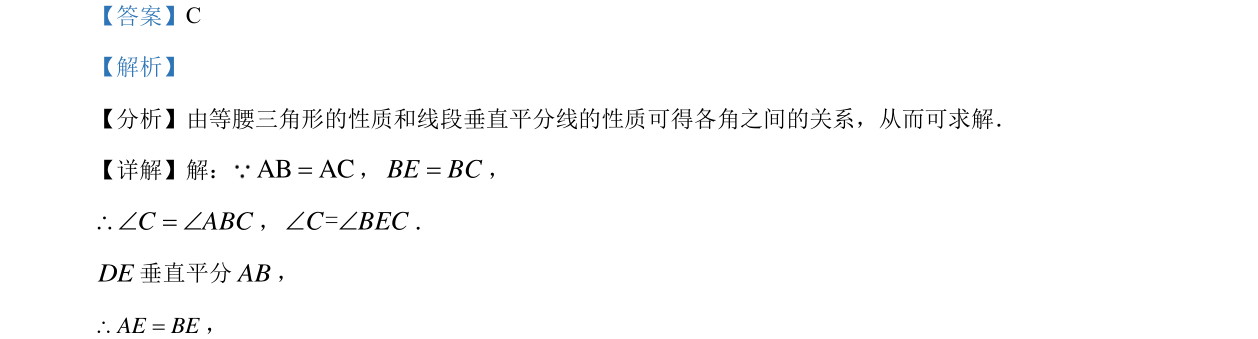 【答案】C
【解析】
【分析】由等腰三角形的性质和线段垂直平分线的性质可得各角之间的关系，从而可求解．
【详解】解：∵AB = AC，BE = BC，
∴∠C = ∠ABC，∠C=∠BEC．
DE 垂直平分 AB，
∴AE = BE，